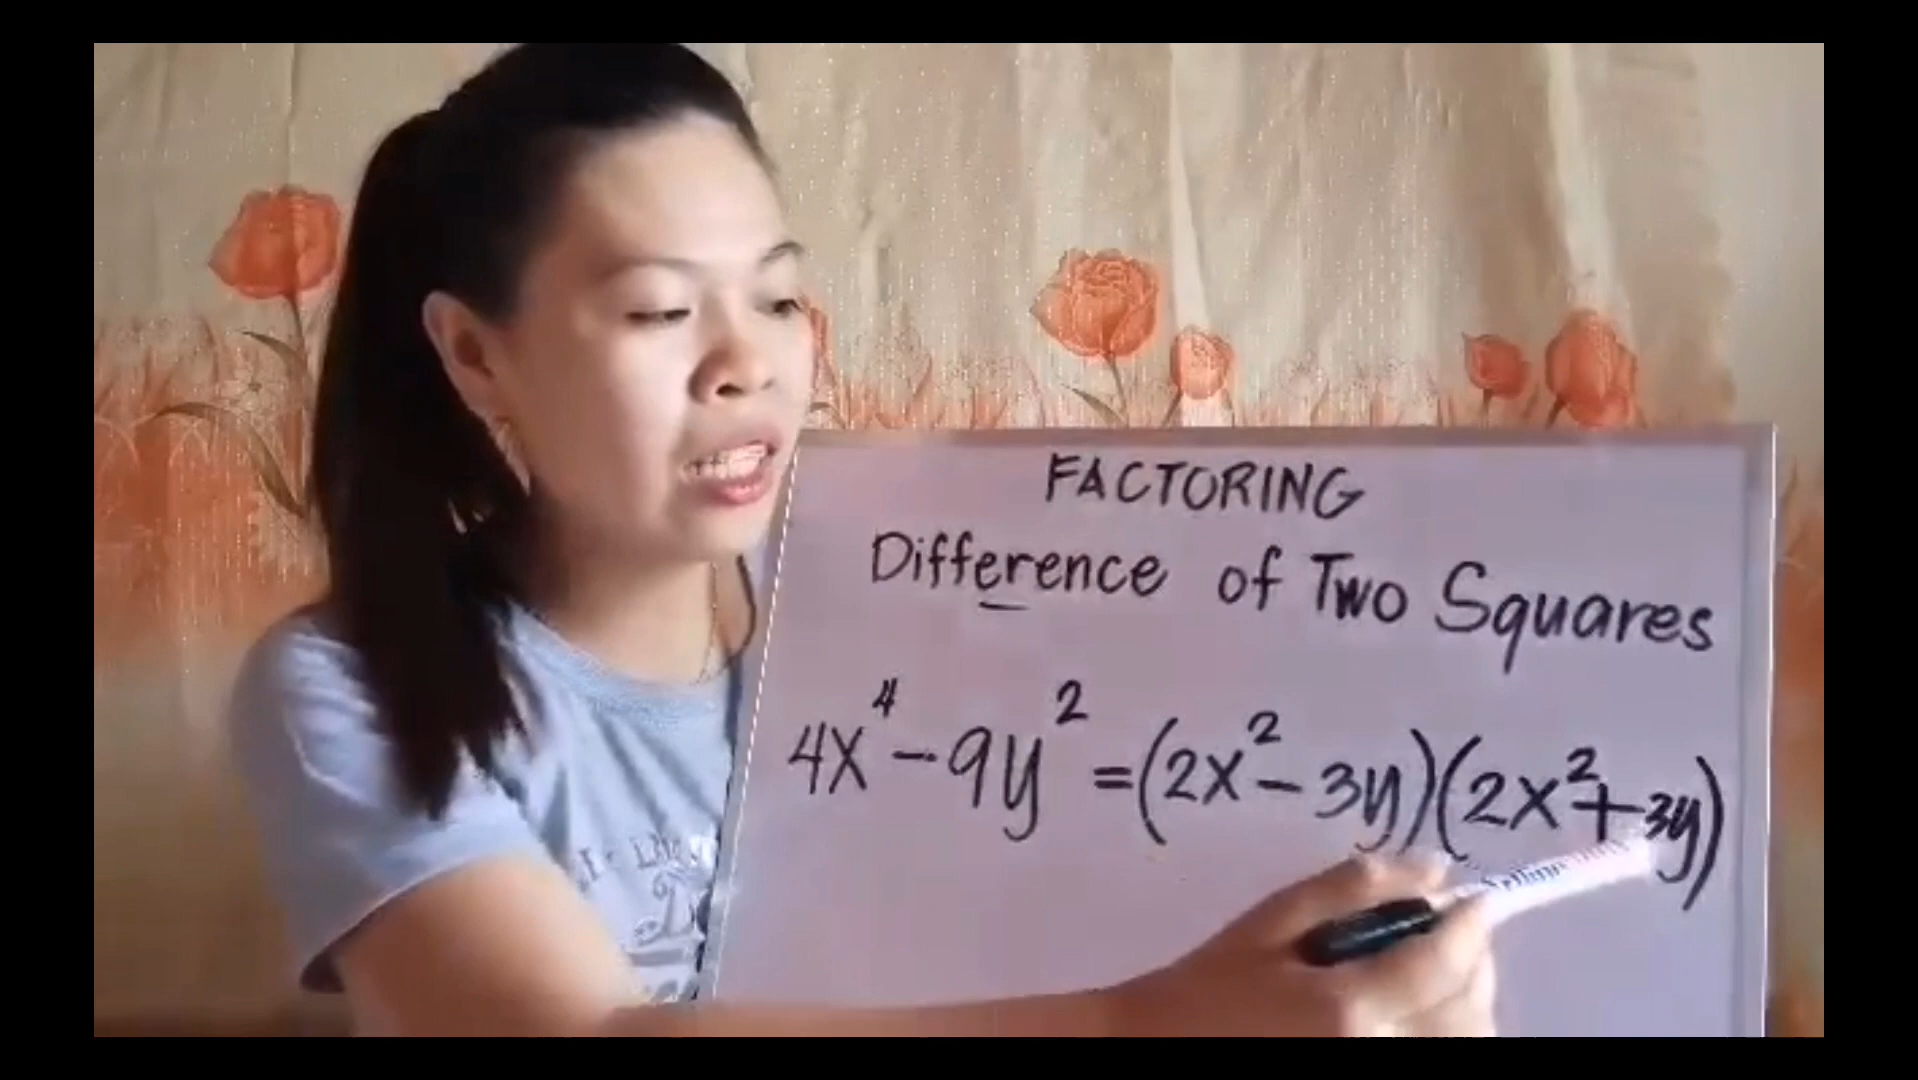 FACTORING
Difference of Two Squares
4x⁴ - 9y² = (2x² - 3y)(2x² + 3y)